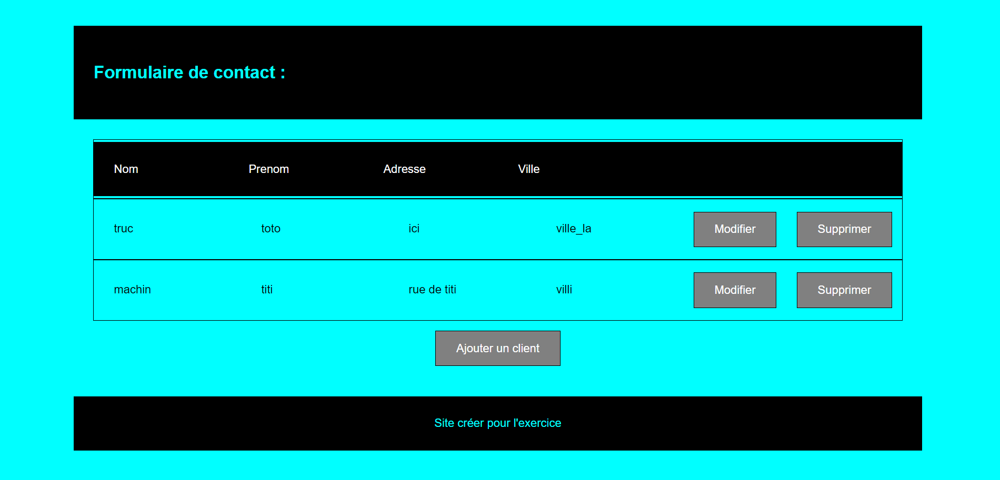 Formulaire de contact :
Nom Prenom Adresse Ville
truc toto ici ville_la Modifier Supprimer
machin titi rue de titi villi Modifier Supprimer
Ajouter un client
Site créer pour l'exercice